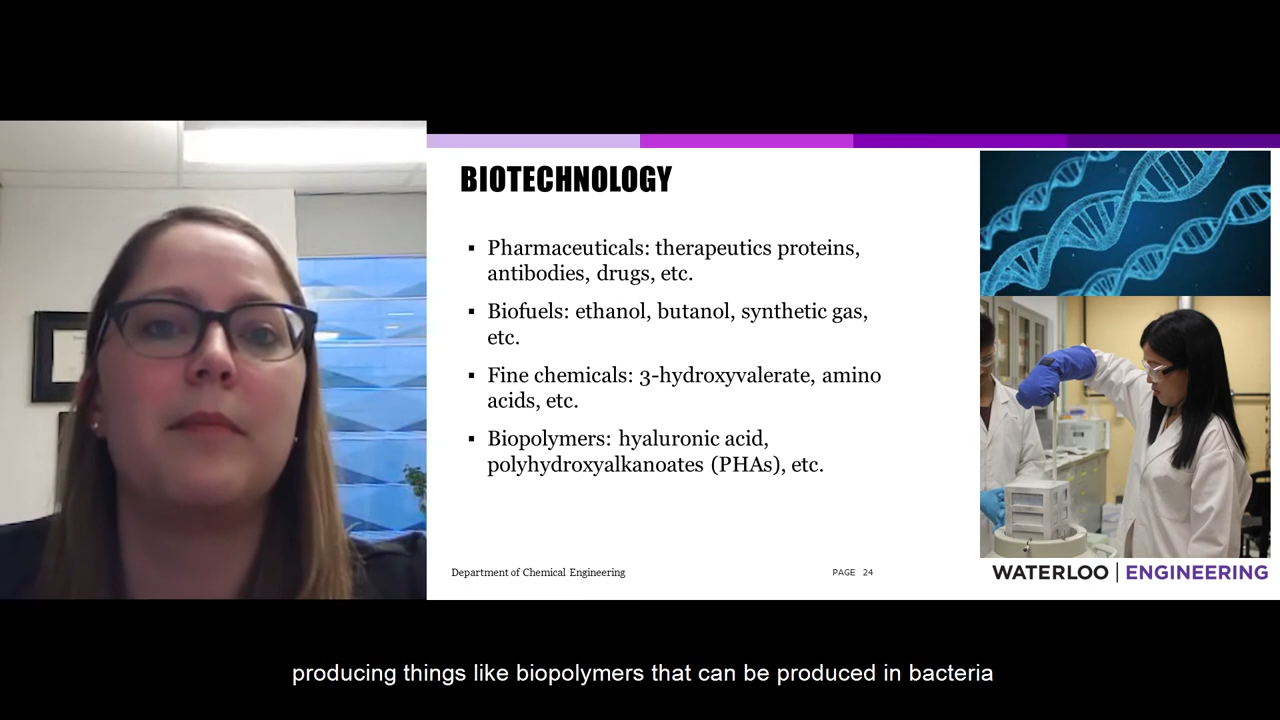 BIOTECHNOLOGY
▪ Pharmaceuticals: therapeutics proteins,
antibodies, drugs, etc.
▪ Biofuels: ethanol, butanol, synthetic gas,
etc.
▪ Fine chemicals: 3-hydroxyvalerate, amino
acids, etc.
▪ Biopolymers: hyaluronic acid,
polyhydroxyalkanoates (PHAs), etc.
Department of Chemical Engineering
PAGE 24
WATERLOO | ENGINEERING
producing things like biopolymers that can be produced in bacteria